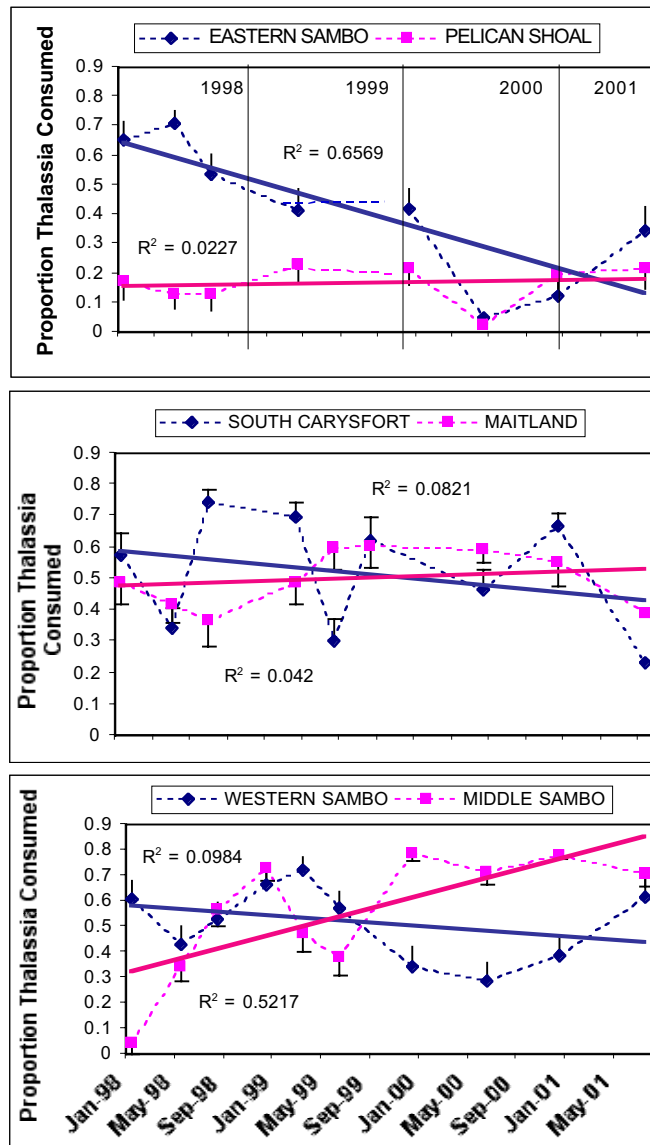 EASTERN SAMBO PELICAN SHOAL
Proportion Thalassia Consumed
0.9
0.8
0.7
0.6
0.5
0.4
0.3
0.2
0.1
0
1998 1999 2000 2001
R² = 0.6569
R² = 0.0227
SOUTH CARYSFORT MAITLAND
Proportion Thalassia
Consumed
0.9
0.8
0.7
0.6
0.5
0.4
0.3
0.2
0.1
0
R² = 0.0821
R² = 0.042
WESTERN SAMBO MIDDLE SAMBO
Proportion Thalassia Consumed
0.9
0.8
0.7
0.6
0.5
0.4
0.3
0.2
0.1
0
R² = 0.0984
R² = 0.5217
Jan-98 May-98 Sep-98 Jan-99 May-99 Sep-99 Jan-00 May-00 Sep-00 Jan-01 May-01